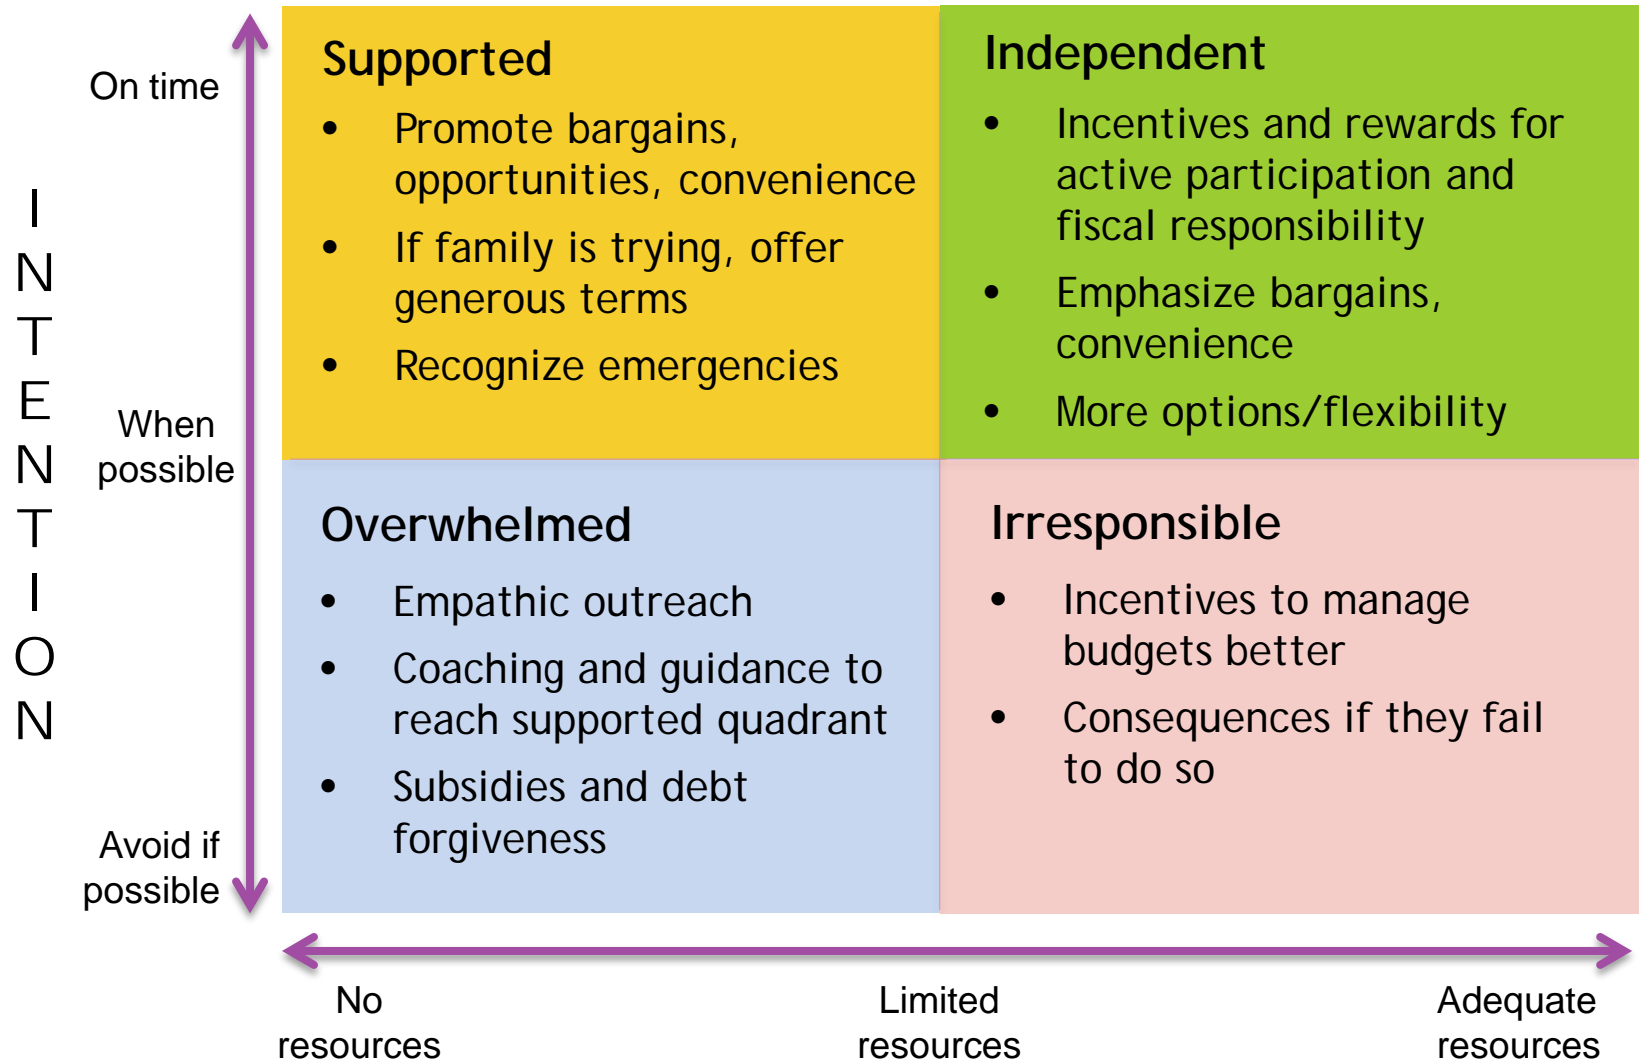 INTENTION
On time
When
possible
Avoid if
possible
Supported
• Promote bargains,
opportunities, convenience
• If family is trying, offer
generous terms
• Recognize emergencies
Independent
• Incentives and rewards for
active participation and
fiscal responsibility
• Emphasize bargains,
convenience
• More options/flexibility
Overwhelmed
• Empathic outreach
• Coaching and guidance to
reach supported quadrant
• Subsidies and debt
forgiveness
Irresponsible
• Incentives to manage
budgets better
• Consequences if they fail
to do so
No
resources
Limited
resources
Adequate
resources